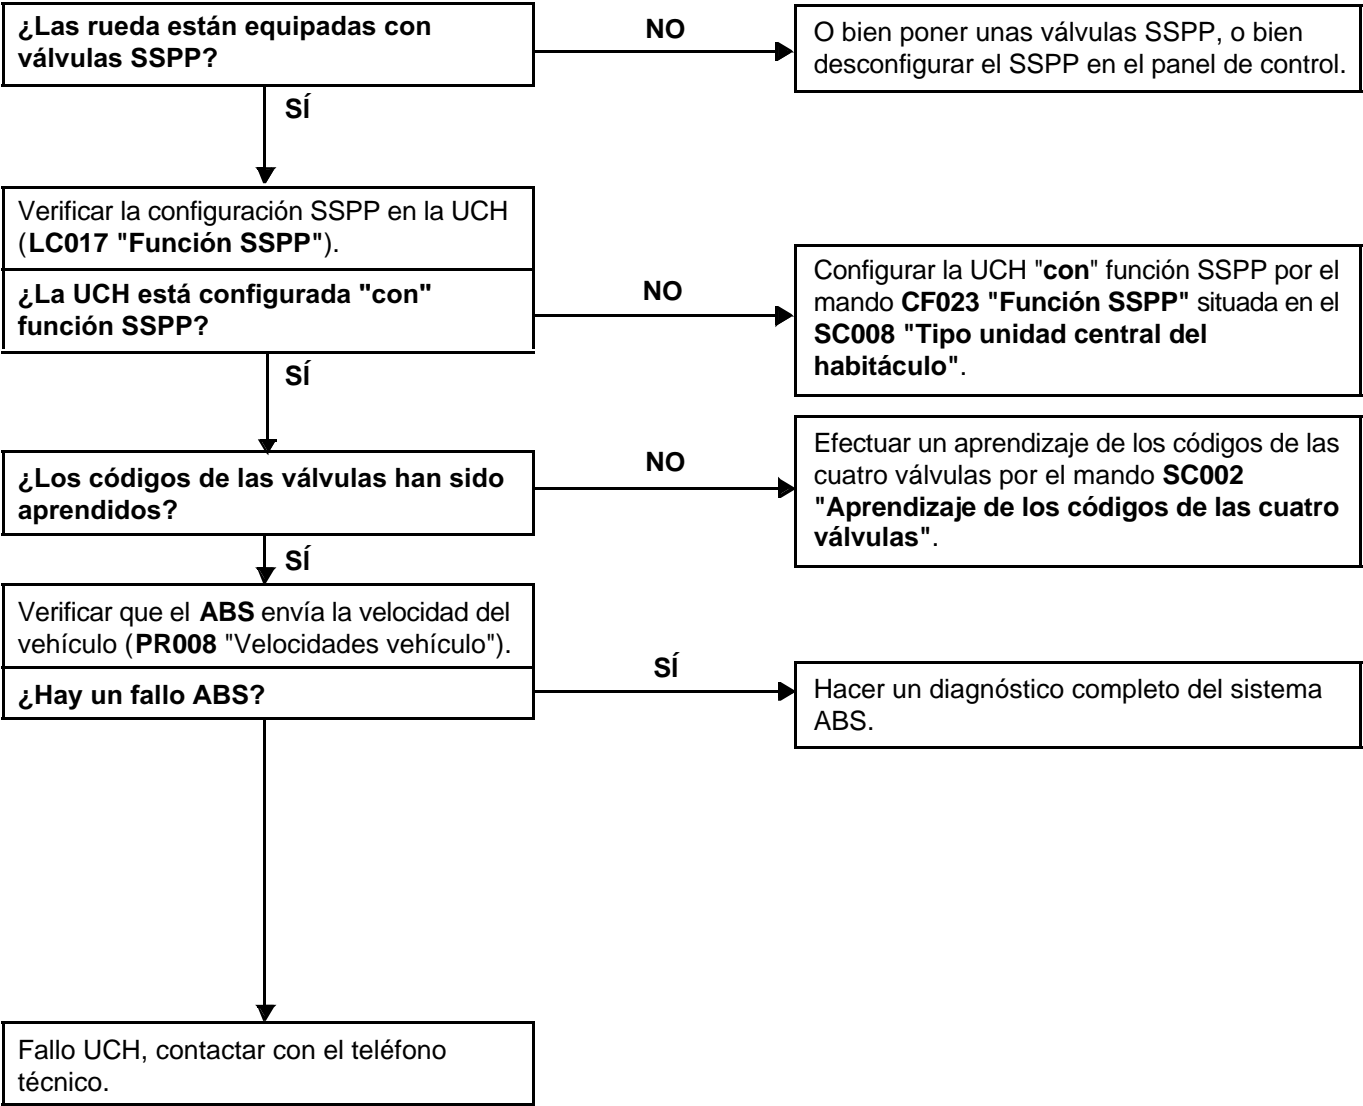 ¿Las rueda están equipadas con
válvulas SSPP?
NO
O bien poner unas válvulas SSPP, o bien
desconfigurar el SSPP en el panel de control.
SÍ
Verificar la configuración SSPP en la UCH
(LC017 "Función SSPP").
¿La UCH está configurada "con"
función SSPP?
NO
Configurar la UCH "con" función SSPP por el
mando CF023 "Función SSPP" situada en el
SC008 "Tipo unidad central del
habitáculo".
SÍ
¿Los códigos de las válvulas han sido
aprendidos?
NO
Efectuar un aprendizaje de los códigos de las
cuatro válvulas por el mando SC002
"Aprendizaje de los códigos de las cuatro
válvulas".
SÍ
Verificar que el ABS envía la velocidad del
vehículo (PR008 "Velocidades vehículo").
¿Hay un fallo ABS?
SÍ
Hacer un diagnóstico completo del sistema
ABS.
Fallo UCH, contactar con el teléfono
técnico.